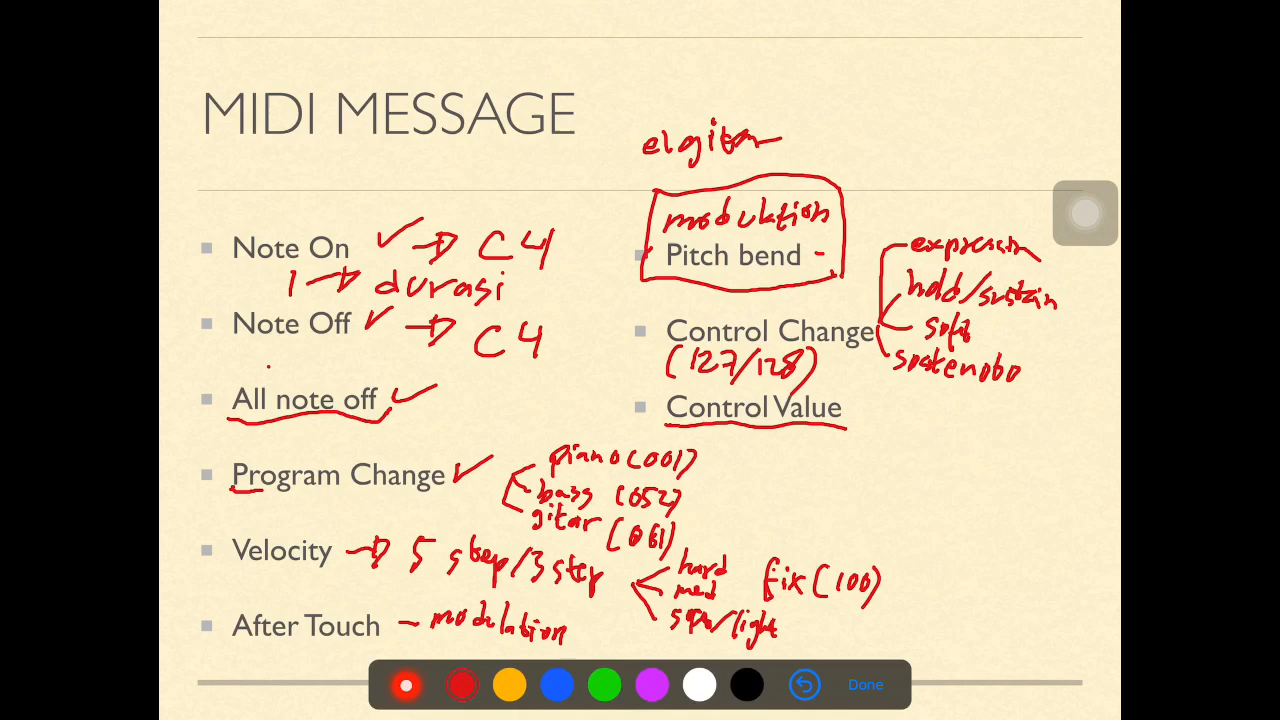 MIDI MESSAGE
Note On → C4
1 → durasi
Note Off → C4
All note off
Program Change
piano (001)
bass (052)
gitar (061)
Velocity → 5 step/3 step
hard
med
soft/light
fix (100)
After Touch – modulation
elgitar
modulation
Pitch bend -
Control Change
expression
hold/sustain
soft
(127/128)
Control Value
Done